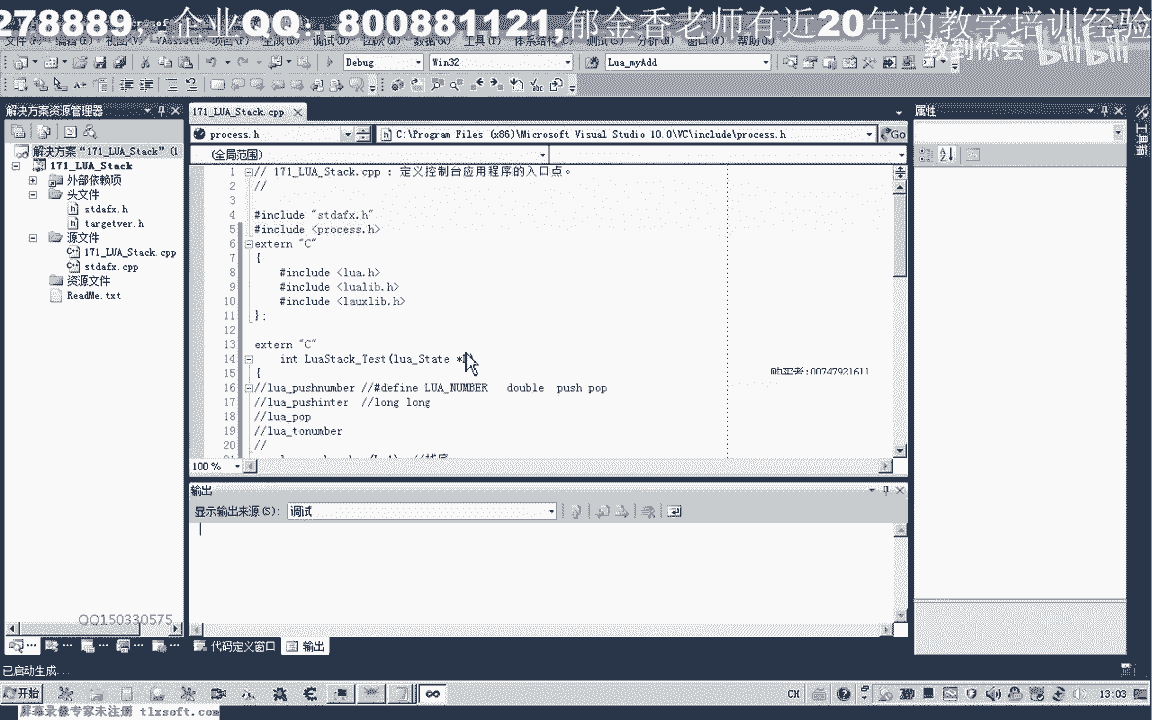 278889，企业QQ：800881121,郁金香老师有近20年的教学培训经验
教到你会 bilibili
Debug
Win32
Lua_myAdd
解决方案资源管理器
171_LUA_Stack.cpp
属性
process.h
C:\Program Files (x86)\Microsoft Visual Studio 10.0\VC\include\process.h
Go
(全局范围)
解决方案“171_LUA_Stack” (1
171_LUA_Stack
外部依赖项
头文件
stdafx.h
targetver.h
源文件
171_LUA_Stack.cpp
stdafx.cpp
资源文件
ReadMe.txt
工具箱
1 // 171_LUA_Stack.cpp : 定义控制台应用程序的入口点。
2 //
3
4 #include "stdafx.h"
5 #include <process.h>
6 extern "C"
7 {
8 #include <lua.h>
9 #include <lualib.h>
10 #include <lauxlib.h>
11 };
12
13 extern "C"
14 int LuaStack_Test(lua_State *
15 {
16 //lua_pushnumber //#define LUA_NUMBER double push pop
17 //lua_pushinter //long long
18 //lua_pop
19 //lua_tonumber
20 //
100 %
输出
显示输出来源(S):
调试
QQ150330575
代码定义窗口
输出
已启动生成...
开始
CH
13:03
屏幕录像专家未注册 tlxsoft.com